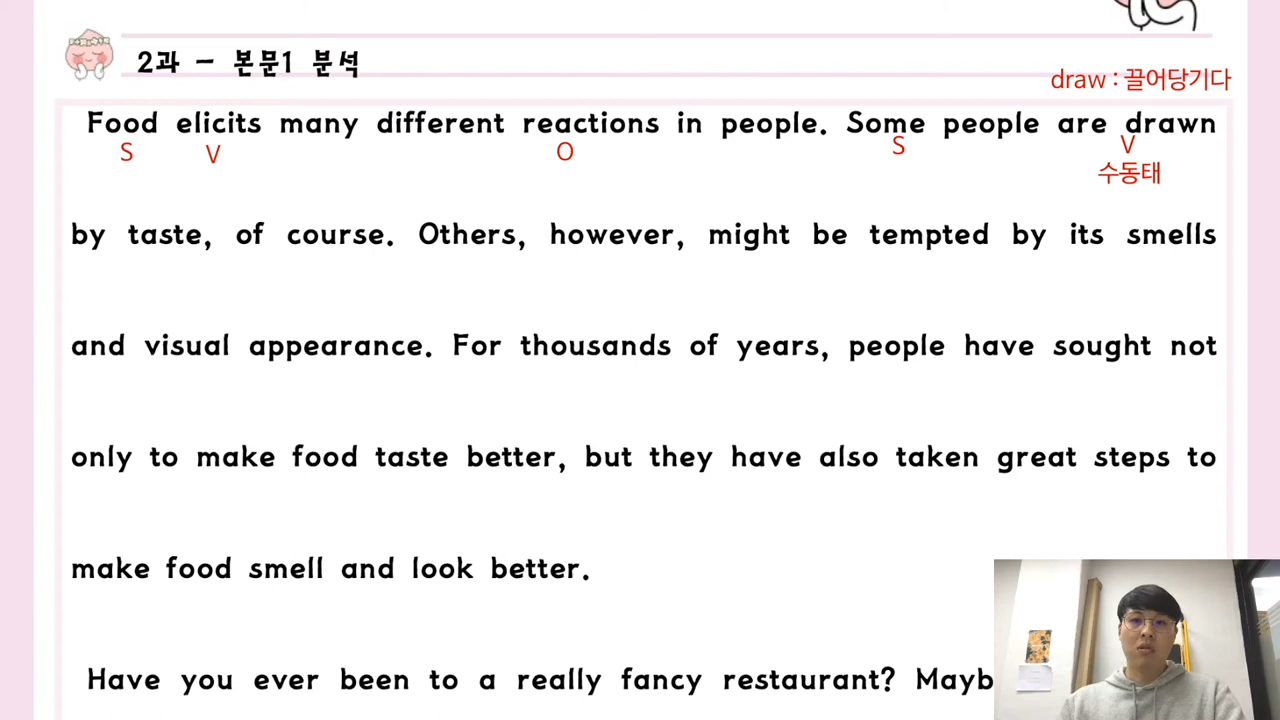 2과 – 본문1 분석
draw : 끌어당기다
Food elicits many different reactions in people. Some people are drawn
S V O S V
수동태
by taste, of course. Others, however, might be tempted by its smells
and visual appearance. For thousands of years, people have sought not
only to make food taste better, but they have also taken great steps to
make food smell and look better.
Have you ever been to a really fancy restaurant? Mayb